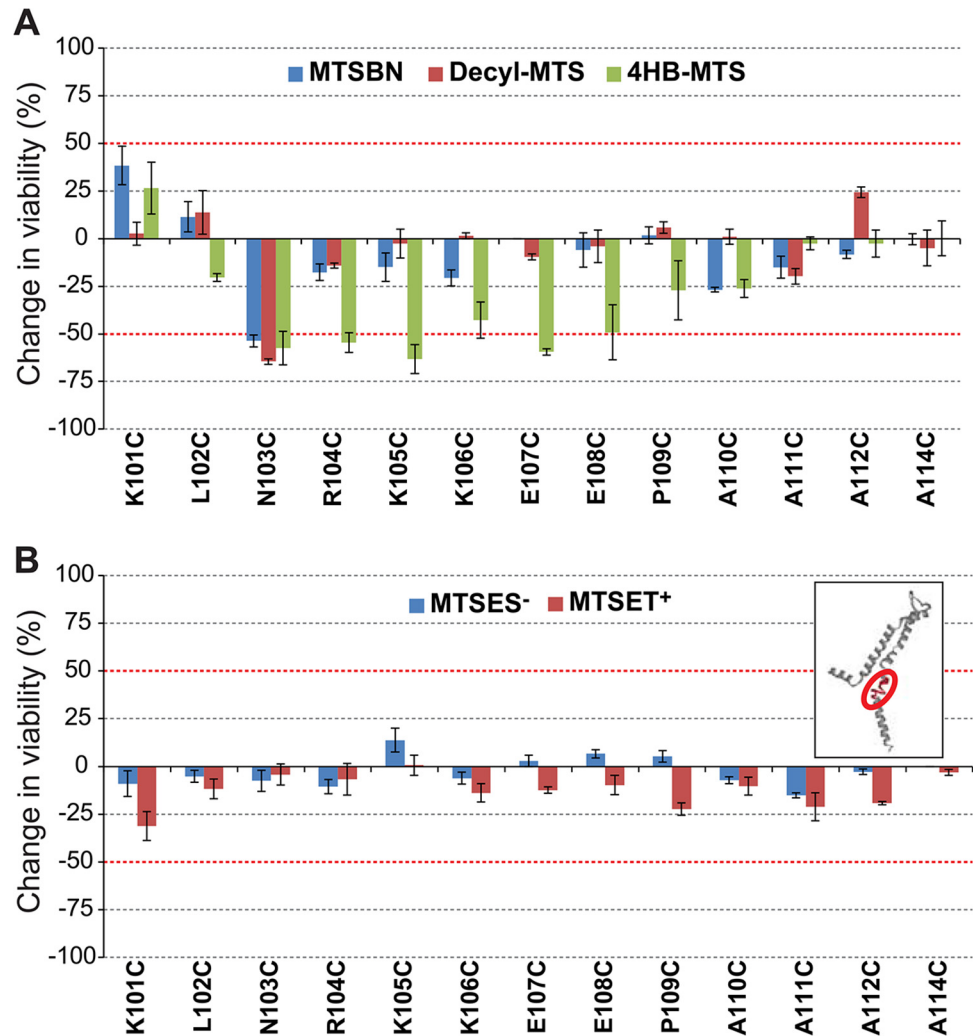 A
Change in viability (%)
100
75
50
25
0
-25
-50
-75
-100
MTSBN Decyl-MTS 4HB-MTS
K101C L102C N103C R104C K105C K106C E107C E108C P109C A110C A111C A112C A114C
B
Change in viability (%)
100
75
50
25
0
-25
-50
-75
-100
MTSES- MTSET+
K101C L102C N103C R104C K105C K106C E107C E108C P109C A110C A111C A112C A114C